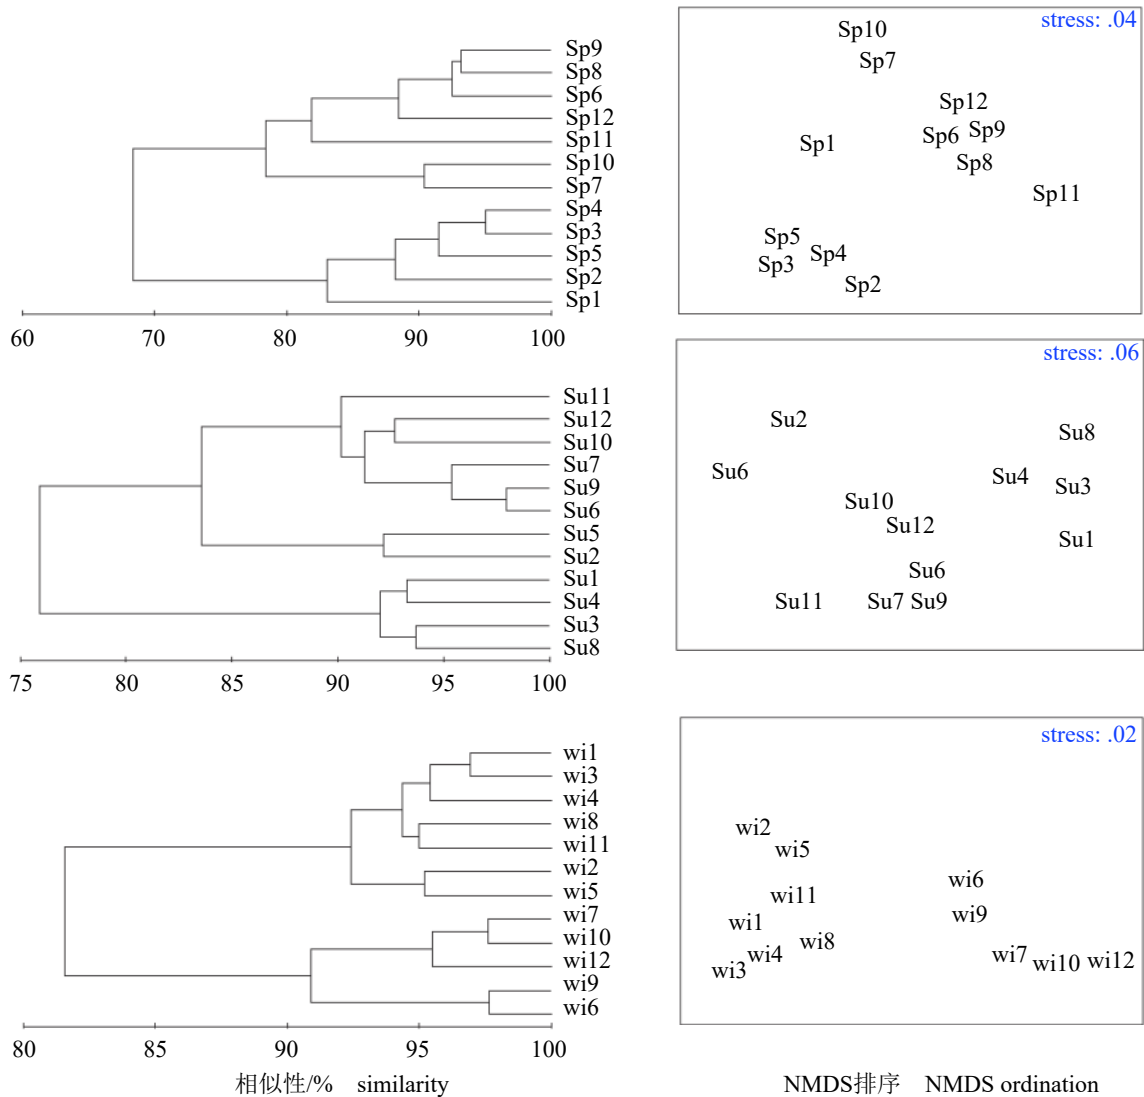 Sp9
Sp8
Sp6
Sp12
Sp11
Sp10
Sp7
Sp4
Sp3
Sp5
Sp2
Sp1
60 70 80 90 100
stress: .04
Sp10
Sp7
Sp12
Sp6 Sp9
Sp1
Sp8
Sp11
Sp5
Sp4
Sp3
Sp2
Su11
Su12
Su10
Su7
Su9
Su6
Su5
Su2
Su1
Su4
Su3
Su8
75 80 85 90 95 100
stress: .06
Su2
Su8
Su6
Su4
Su3
Su10
Su12
Su1
Su6
Su11 Su7 Su9
wi1
wi3
wi4
wi8
wi11
wi2
wi5
wi7
wi10
wi12
wi9
wi6
80 85 90 95 100
相似性/% similarity
stress: .02
wi2
wi5
wi6
wi11
wi9
wi1
wi8
wi4
wi7
wi3
wi10 wi12
NMDS排序 NMDS ordination